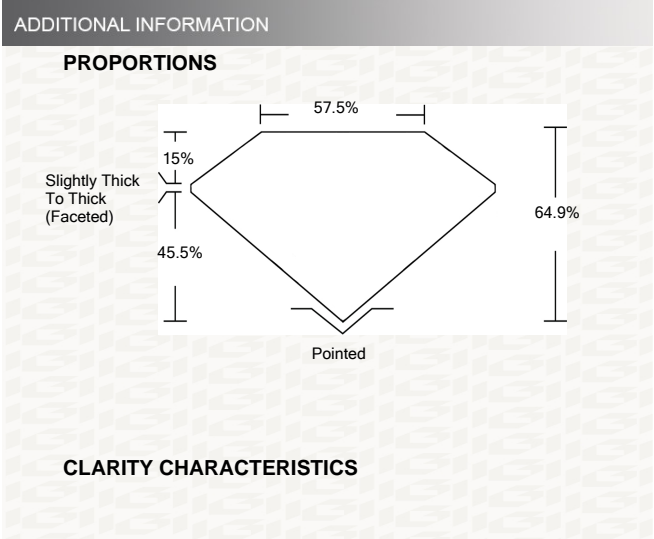 ADDITIONAL INFORMATION
PROPORTIONS
57.5%
15%
Slightly Thick
To Thick
(Faceted)
64.9%
45.5%
Pointed
CLARITY CHARACTERISTICS